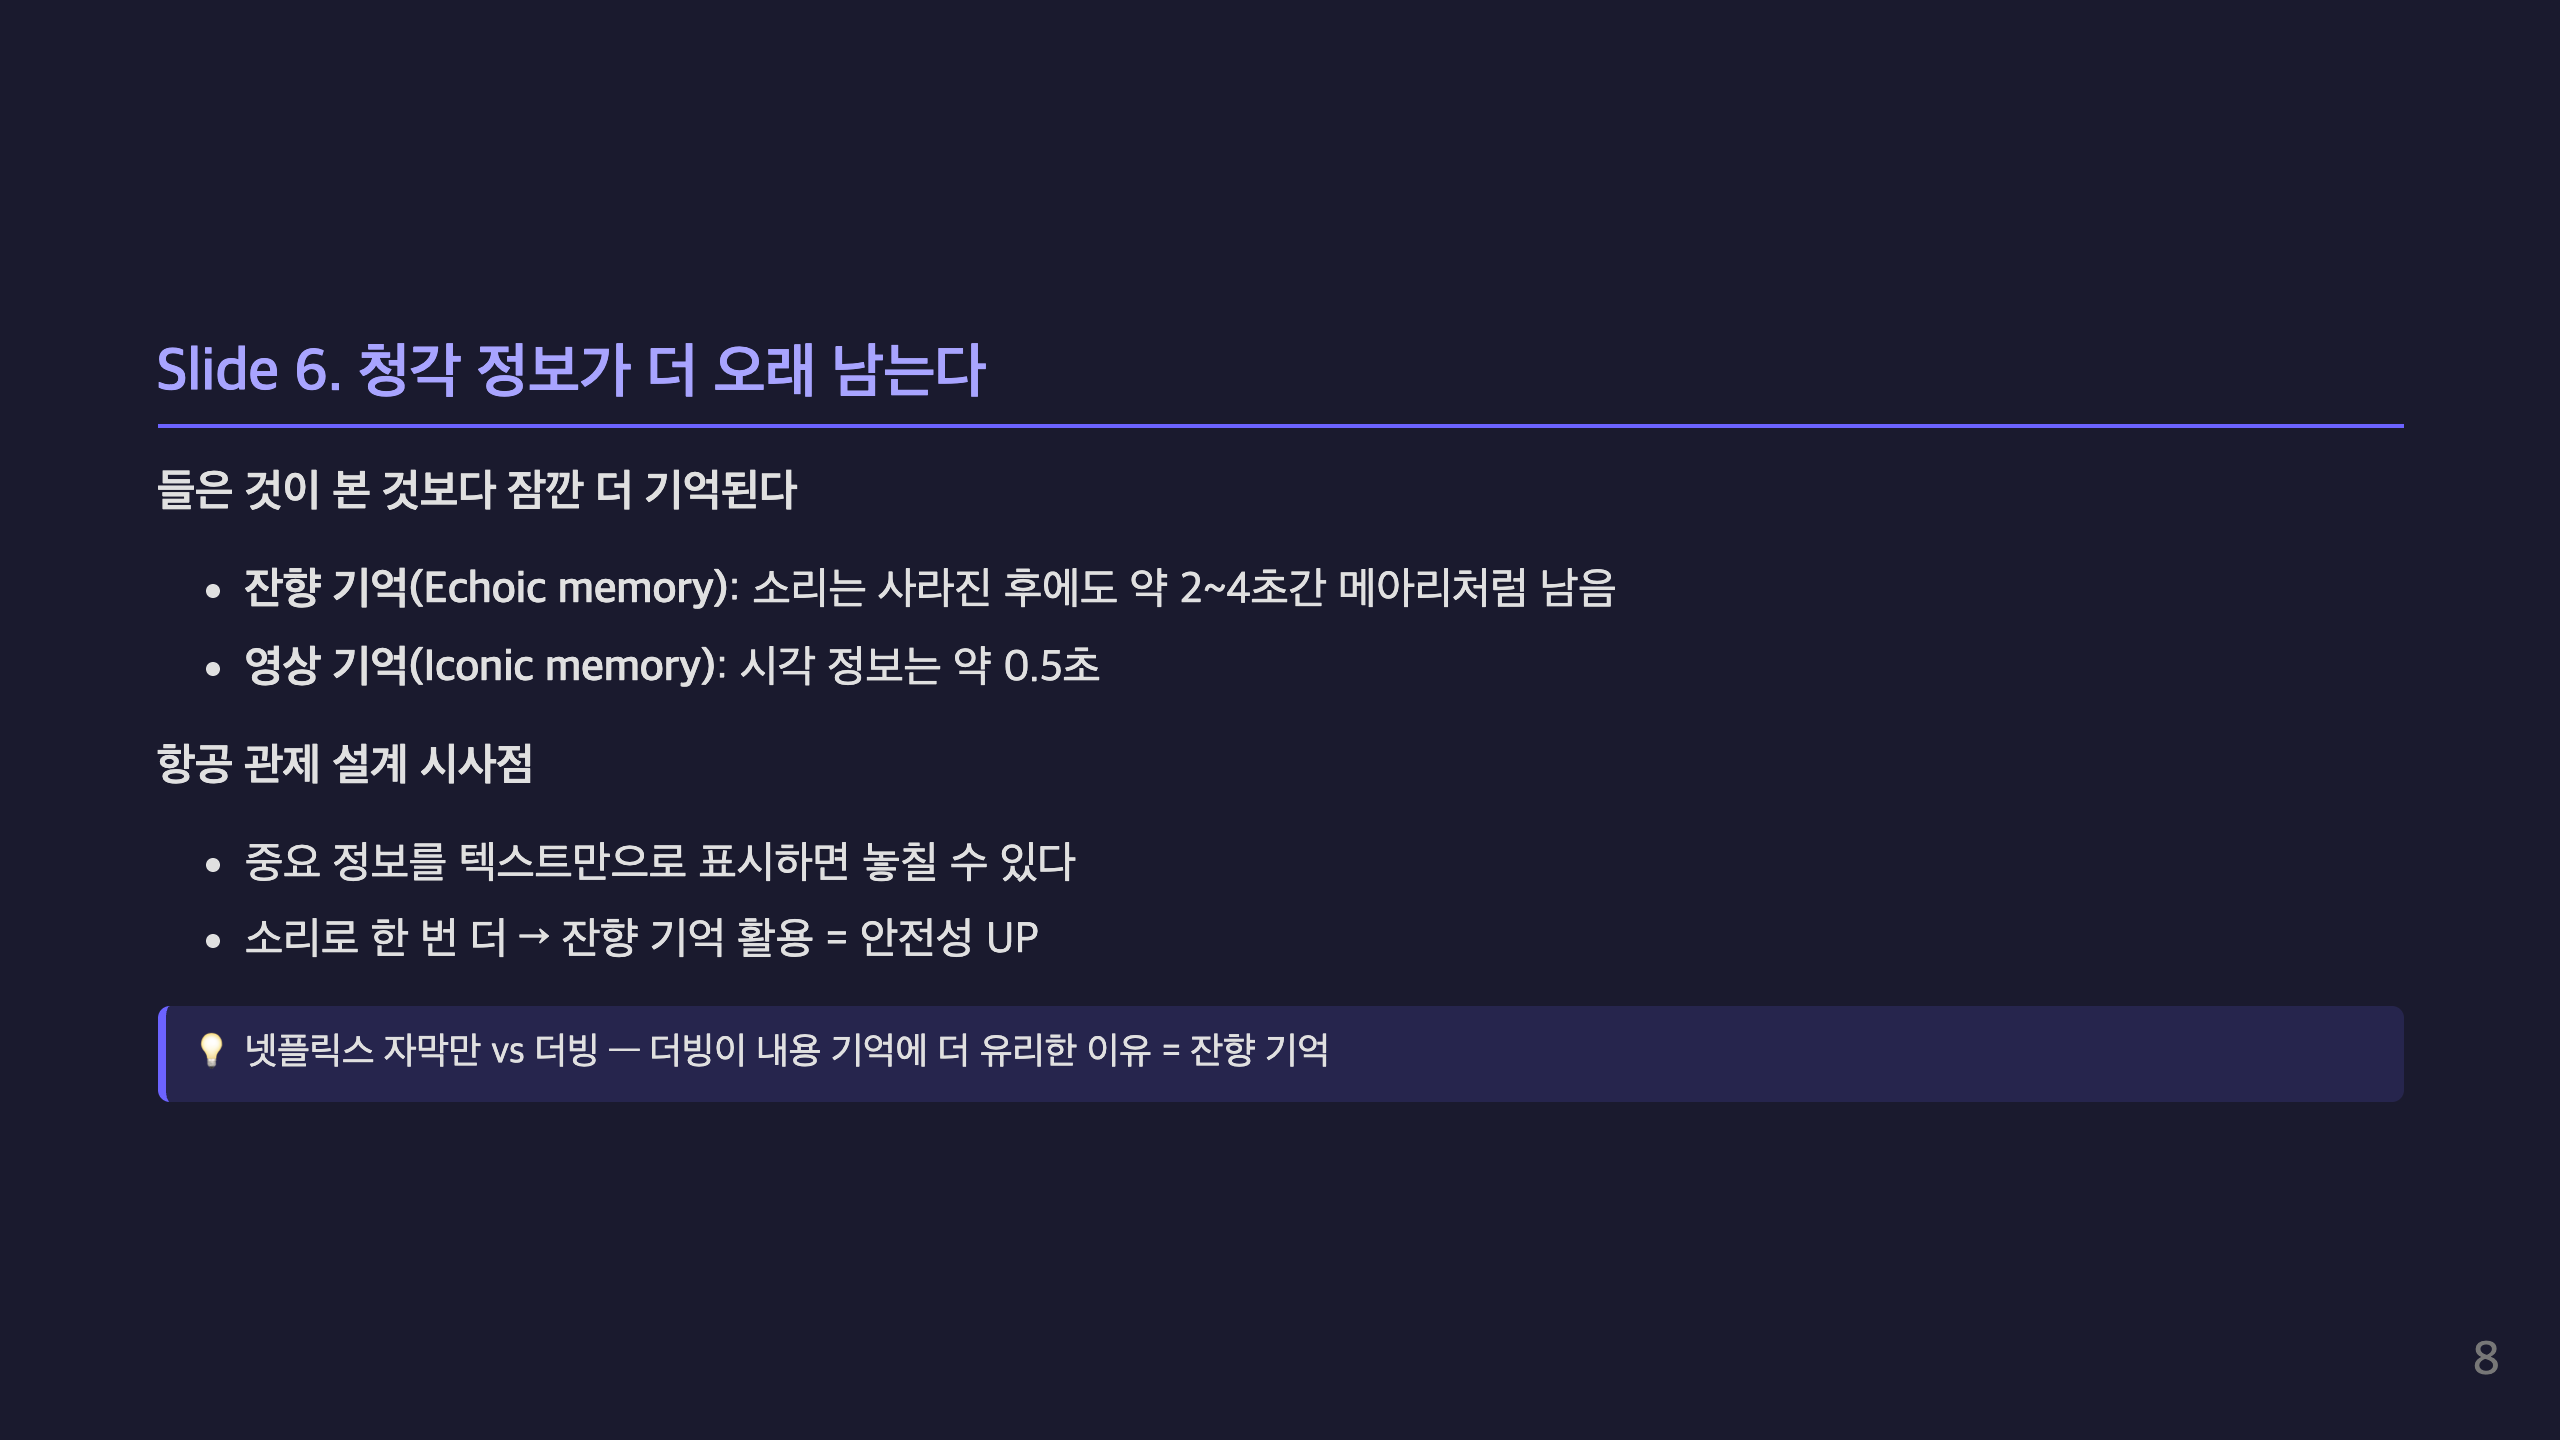 Slide 6. 청각 정보가 더 오래 남는다
들은 것이 본 것보다 잠깐 더 기억된다
• 잔향 기억(Echoic memory): 소리는 사라진 후에도 약 2~4초간 메아리처럼 남음
• 영상 기억(Iconic memory): 시각 정보는 약 0.5초
항공 관제 설계 시사점
• 중요 정보를 텍스트만으로 표시하면 놓칠 수 있다
• 소리로 한 번 더 → 잔향 기억 활용 = 안전성 UP
💡 넷플릭스 자막만 vs 더빙 — 더빙이 내용 기억에 더 유리한 이유 = 잔향 기억
8